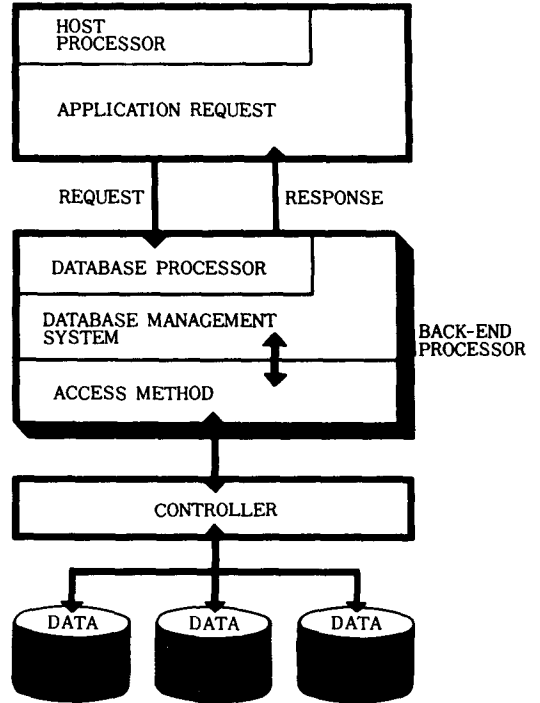 HOST
PROCESSOR
APPLICATION REQUEST
REQUEST
RESPONSE
DATABASE PROCESSOR
DATABASE MANAGEMENT
SYSTEM
BACK-END
PROCESSOR
ACCESS METHOD
CONTROLLER
DATA
DATA
DATA